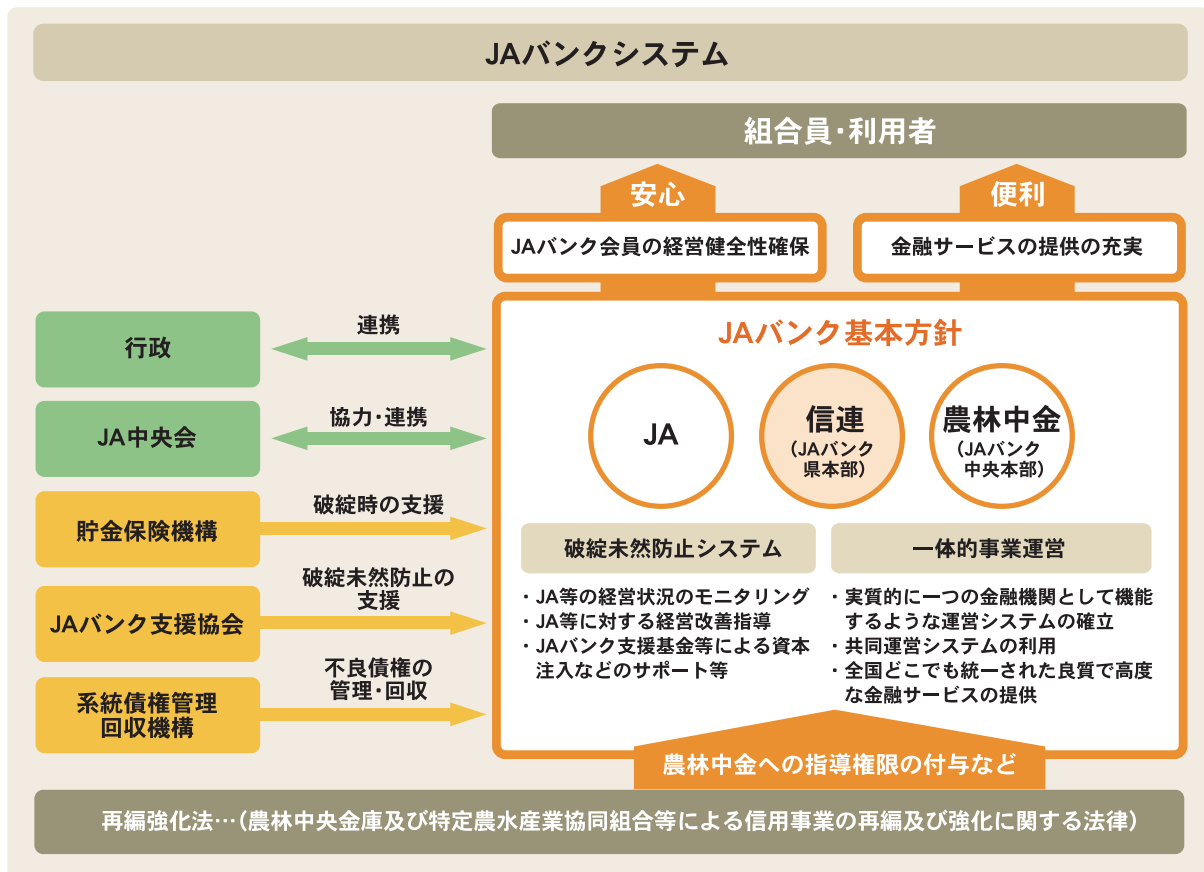 JAバンクシステム
組合員・利用者
安心
便利
JAバンク会員の経営健全性確保
金融サービスの提供の充実
行政
連携
JA中央会
協力・連携
貯金保険機構
破綻時の支援
JAバンク支援協会
破綻未然防止の
支援
系統債権管理
回収機構
不良債権の
管理・回収
JAバンク基本方針
JA
信連
（JAバンク
県本部）
農林中金
（JAバンク
中央本部）
破綻未然防止システム
・JA等の経営状況のモニタリング
・JA等に対する経営改善指導
・JAバンク支援基金等による資本
注入などのサポート等
一体的事業運営
・実質的に一つの金融機関として機能
するような運営システムの確立
・共同運営システムの利用
・全国どこでも統一された良質で高度
な金融サービスの提供
農林中金への指導権限の付与など
再編強化法…（農林中央金庫及び特定農水産業協同組合等による信用事業の再編及び強化に関する法律）